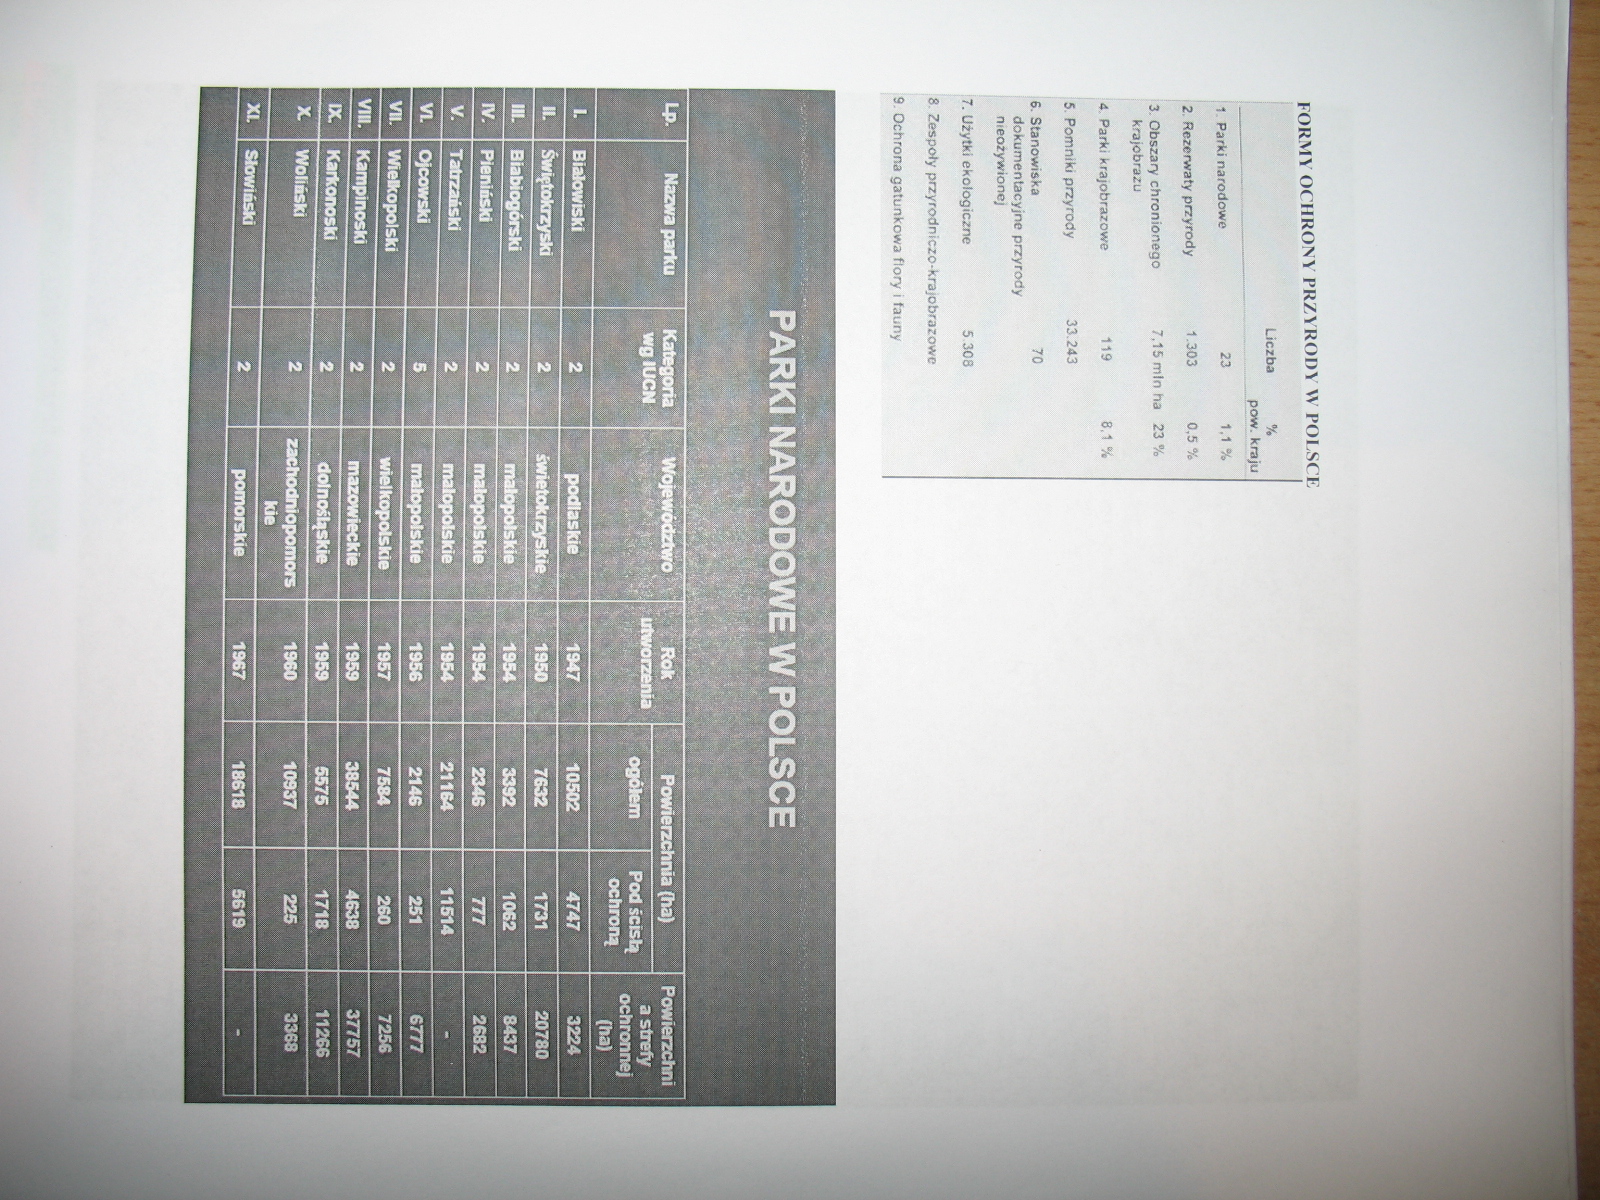 FORMY OCHRONY PRZYRODY W POLSCE
Liczba %
pow. kraju
1. Parki narodowe 23 1,1 %
2. Rezerwaty przyrody 1.303 0,5 %
3. Obszary chronionego 7,15 mln ha 23 %
krajobrazu
4. Parki krajobrazowe 119 8,1 %
5. Pomniki przyrody 33.243
6. Stanowiska 70
dokumentacyjne przyrody
nieożywionej
7. Użytki ekologiczne 5.308
8. Zespoły przyrodniczo-krajobrazowe
9. Ochrona gatunkowa flory i fauny
PARKI NARODOWE W POLSCE
Lp. Nazwa parku Kategoria wg IUCN Województwo Rok utworzenia Powierzchnia (ha) Powierzchni a strefy ochronnej (ha)
ogółem Pod ścisłą ochroną
I. Białowiski 2 podlaskie 1947 10502 4747 3224
II. Świętokrzyski 2 świetokrzyskie 1950 7632 1731 20780
III. Biabiogórski 2 małopolskie 1954 3392 1062 8437
IV. Pieniński 2 małopolskie 1954 2346 777 2682
V. Tatrzański 2 małopolskie 1954 21164 11514 -
VI. Ojcowski 5 małopolskie 1956 2146 251 6777
VII. Wielkopolski 2 wielkopolskie 1957 7584 260 7256
VIII. Kampinoski 2 mazowieckie 1959 38544 4638 37757
IX. Karkonoski 2 dolnośląskie 1959 5575 1718 11266
X. Woliński 2 zachodniopomors kie 1960 10937 225 3368
XI. Słowiński 2 pomorskie 1967 18618 5619 -